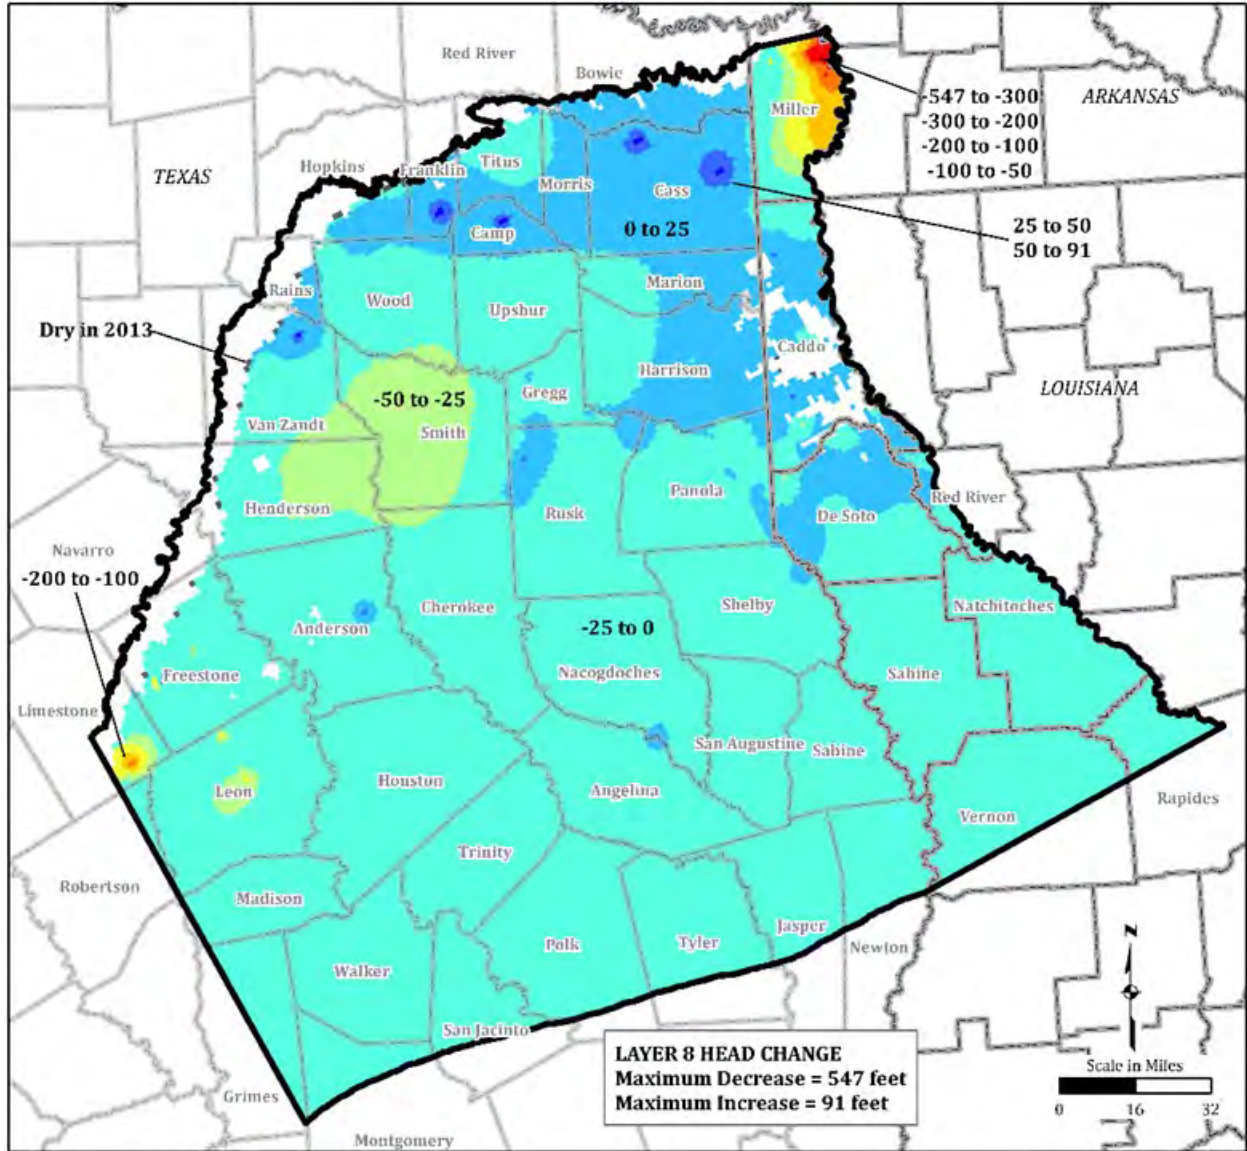 Red River
Bowie
Miller
-547 to -300
-300 to -200
-200 to -100
-100 to -50
ARKANSAS
Hopkins
Franklin
Titus
Morris
Cass
TEXAS
Camp
0 to 25
25 to 50
50 to 91
Rains
Wood
Upshur
Marion
Dry in 2013
Caddo
Harrison
Gregg
LOUISIANA
-50 to -25
Van Zandt
Smith
Panola
Red River
Henderson
Rusk
De Soto
Navarro
-200 to -100
Cherokee
Shelby
Natchitoches
Anderson
-25 to 0
Freestone
Nacogdoches
Sabine
Limestone
San Augustine
Sabine
Leon
Houston
Angelina
Rapides
Vernon
Trinity
Robertson
Madison
Jasper
Polk
Tyler
Newton
N
Walker
San Jacinto
LAYER 8 HEAD CHANGE
Maximum Decrease = 547 feet
Maximum Increase = 91 feet
Scale in Miles
0 16 32
Grimes
Montgomery